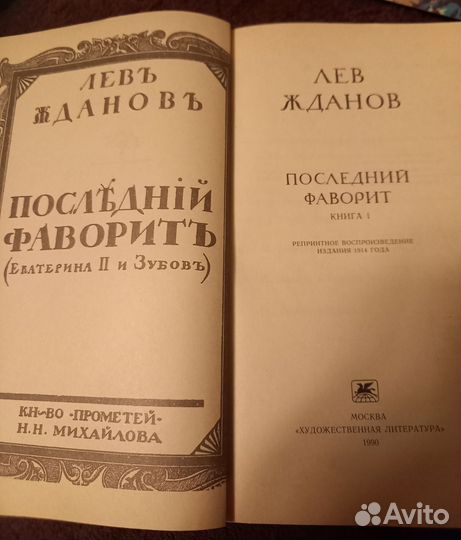 ЛЕВЪ
ЖДАНОВЪ
ПОСЛѢДНІЙ
ФАВОРИТЪ
(ЕКАТЕРИНА II И ЗУБОВЪ)
КН-ВО ПРОМЕТЕЙ
Н.Н. МИХАЙЛОВА
ЛЕВ
ЖДАНОВ
ПОСЛЕДНИЙ
ФАВОРИТ
КНИГА 1
РЕПРИНТНОЕ ВОСПРОИЗВЕДЕНИЕ
ИЗДАНИЯ 1914 ГОДА
МОСКВА
«ХУДОЖЕСТВЕННАЯ ЛИТЕРАТУРА»
1990
Avito